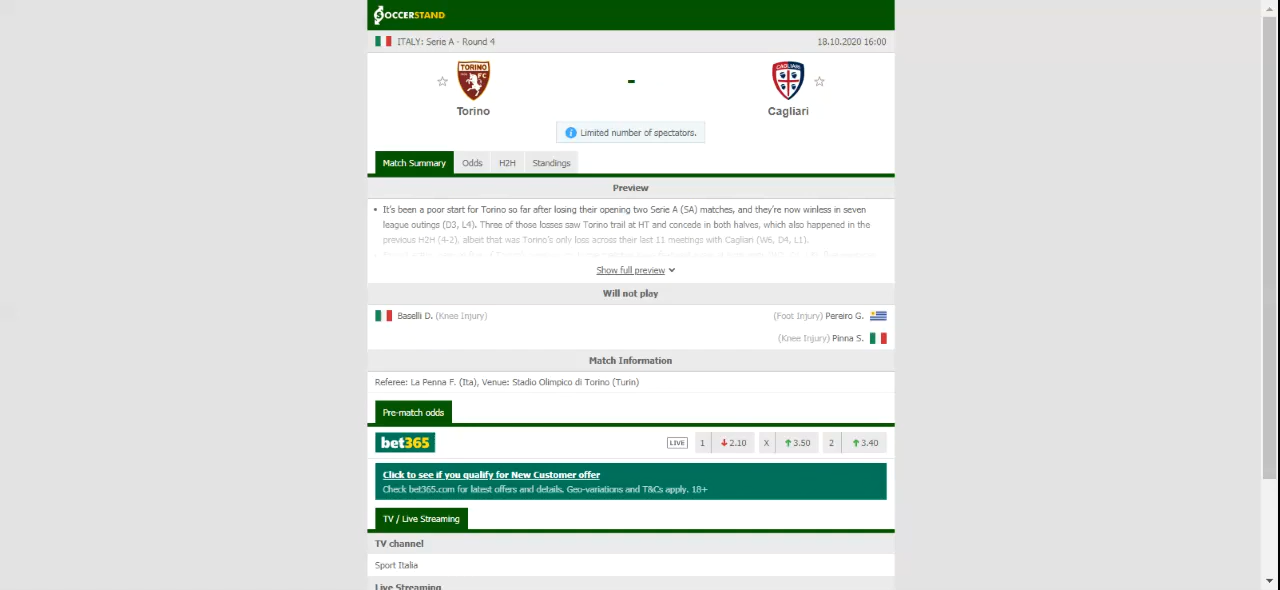 SOCCERSTAND
ITALY: Serie A - Round 4
18.10.2020 16:00
TORINO FC
CAGLIARI
-
Torino
Cagliari
Limited number of spectators.
Match Summary
Odds
H2H
Standings
Preview
• It's been a poor start for Torino so far after losing their opening two Serie A (SA) matches, and they're now winless in seven
league outings (D3, L4). Three of those losses saw Torino trail at HT and concede in both halves, which also happened in the
previous H2H (4-2), albeit that was Torino's only loss across their last 11 meetings with Cagliari (W6, D4, L1).
Show full preview
Will not play
Baselli D. (Knee Injury)
(Foot Injury) Pereiro G.
(Knee Injury) Pinna S.
Match Information
Referee: La Penna F. (Ita), Venue: Stadio Olimpico di Torino (Turin)
Pre-match odds
bet365
LIVE
1
2.10
X
3.50
2
3.40
Click to see if you qualify for New Customer offer
Check bet365.com for latest offers and details. Geo-variations and T&Cs apply. 18+
TV / Live Streaming
TV channel
Sport Italia
Live Streaming